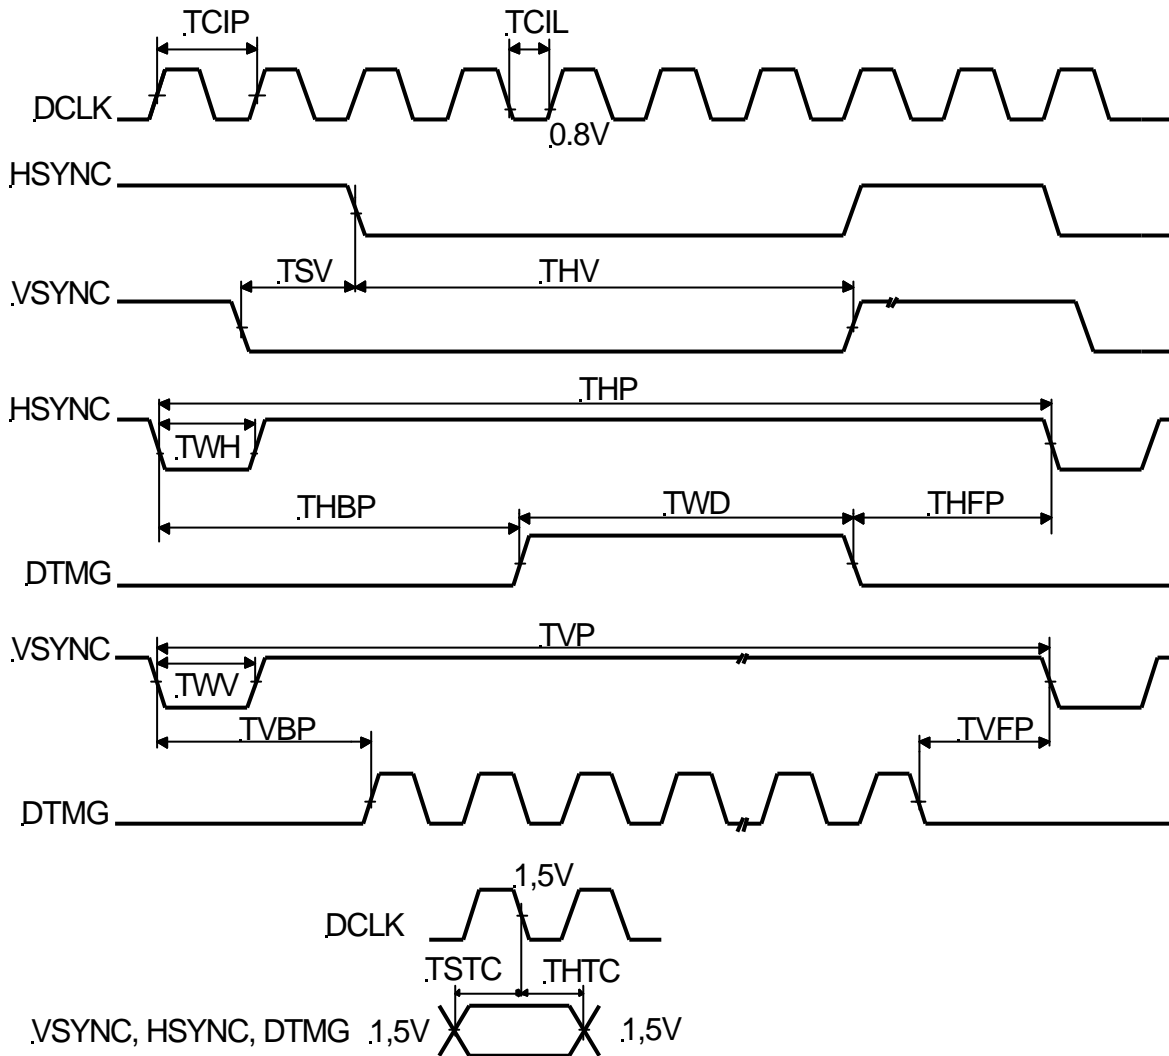 .TCIP .TCIL
.DCLK
0.8V
.HSYNC
.TSV .THV
.VSYNC
.THP
.HSYNC
.TWH
.THBP .TWD .THFP
.DTMG
.TVP
.VSYNC
.TWV
.TVBP .TVFP
.DTMG
.1,5V
.DCLK
.TSTC .THTC
.VSYNC, HSYNC, DTMG .1,5V .1,5V